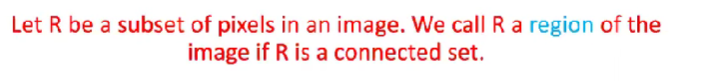 Let R be a subset of pixels in an image. We call R a region of the
image if R is a connected set.